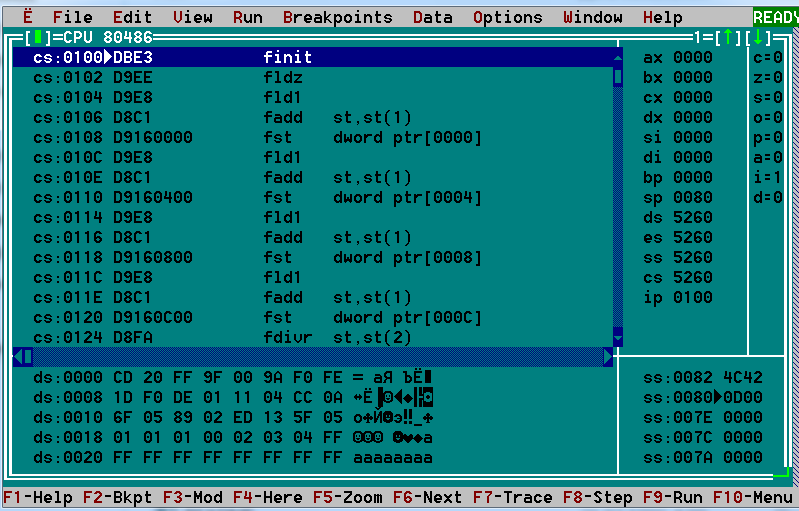 Ë File Edit View Run Breakpoints Data Options Window Help READY
[■]=CPU 80486 1=[↑][↓]
cs:0100►DBE3 finit ax 0000 c=0
cs:0102 D9EE fldz bx 0000 z=0
cs:0104 D9E8 fld1 cx 0000 s=0
cs:0106 D8C1 fadd st,st(1) dx 0000 o=0
cs:0108 D9160000 fst dword ptr[0000] si 0000 p=0
cs:010C D9E8 fld1 di 0000 a=0
cs:010E D8C1 fadd st,st(1) bp 0000 i=1
cs:0110 D9160400 fst dword ptr[0004] sp 0080 d=0
cs:0114 D9E8 fld1 ds 5260
cs:0116 D8C1 fadd st,st(1) es 5260
cs:0118 D9160800 fst dword ptr[0008] ss 5260
cs:011C D9E8 fld1 cs 5260
cs:011E D8C1 fadd st,st(1) ip 0100
cs:0120 D9160C00 fst dword ptr[000C]
cs:0124 D8FA fdivr st,st(2)
ds:0000 CD 20 FF 9F 00 9A F0 FE = aЯ ЪЁ■ ss:0082 4C42
ds:0008 1D F0 DE 01 11 04 CC 0A ↔Ё▐☺◄♦╠◙ ss:0080►0D00
ds:0010 6F 05 89 02 ED 13 5F 05 o♣Й☻э‼_♣ ss:007E 0000
ds:0018 01 01 01 00 02 03 04 FF ☺☺☺ ☻♥♦a ss:007C 0000
ds:0020 FF FF FF FF FF FF FF FF aaaaaaaa ss:007A 0000
F1-Help F2-Bkpt F3-Mod F4-Here F5-Zoom F6-Next F7-Trace F8-Step F9-Run F10-Menu